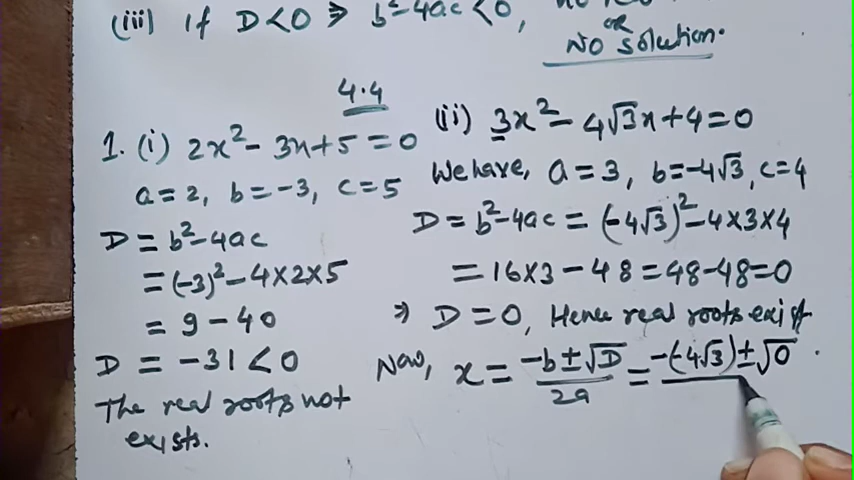 (iii) If D<0 ⇒ b²-4ac<0, no
OR
No solution.
4.4
1. (i) 2x²-3x+5=0
a=2, b=-3, c=5
D = b²-4ac
= (-3)²-4×2×5
= 9-40
D = -31<0
The real roots not
exists.
(ii) 3x²-4√3x+4=0
We have, a=3, b=-4√3, c=4
D = b²-4ac = (-4√3)²-4×3×4
= 16×3-48 = 48-48=0
⇒ D=0, Hence real roots exist.
Now, x = (-b±√D)/2a = -(-4√3)±√0